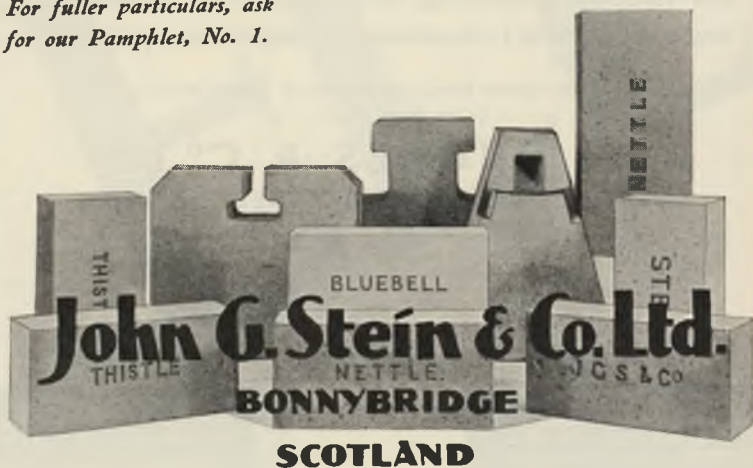 For fuller particulars, ask
for our Pamphlet, No. 1.
NETTLE
THIST
BLUEBELL
STE
John G. Stein & Co. Ltd.
THISTLE
NETTLE.
J G S & Co
BONNYBRIDGE
SCOTLAND